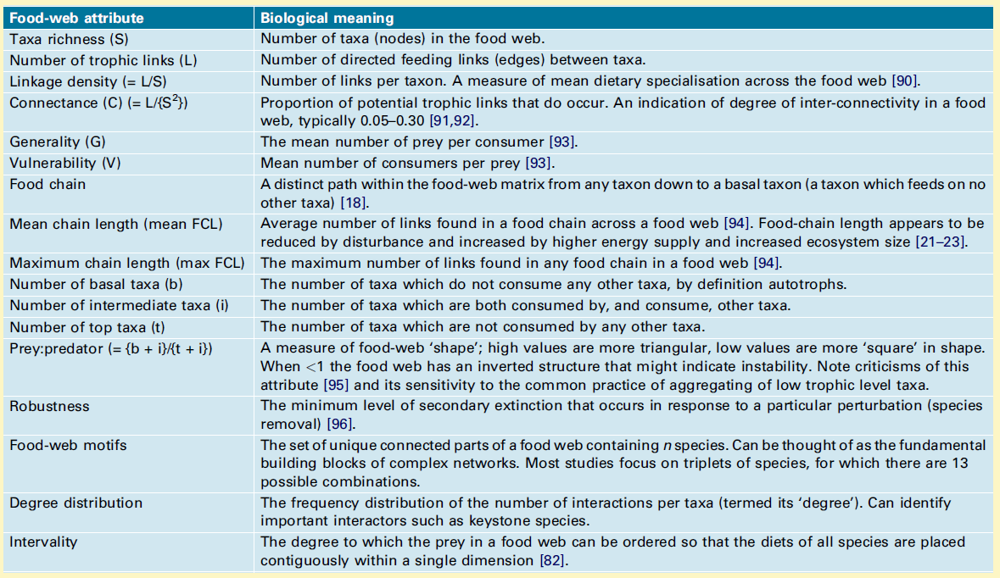 Food-web attribute Biological meaning
Taxa richness (S) Number of taxa (nodes) in the food web.
Number of trophic links (L) Number of directed feeding links (edges) between taxa.
Linkage density (= L/S) Number of links per taxon. A measure of mean dietary specialisation across the food web [90].
Connectance (C) (= L/{S²}) Proportion of potential trophic links that do occur. An indication of degree of inter-connectivity in a food
web, typically 0.05–0.30 [91,92].
Generality (G) The mean number of prey per consumer [93].
Vulnerability (V) Mean number of consumers per prey [93].
Food chain A distinct path within the food-web matrix from any taxon down to a basal taxon (a taxon which feeds on no
other taxa) [18].
Mean chain length (mean FCL) Average number of links found in a food chain across a food web [94]. Food-chain length appears to be
reduced by disturbance and increased by higher energy supply and increased ecosystem size [21–23].
Maximum chain length (max FCL) The maximum number of links found in any food chain in a food web [94].
Number of basal taxa (b) The number of taxa which do not consume any other taxa, by definition autotrophs.
Number of intermediate taxa (i) The number of taxa which are both consumed by, and consume, other taxa.
Number of top taxa (t) The number of taxa which are not consumed by any other taxa.
Prey:predator (= {b + i}/{t + i}) A measure of food-web ‘shape’; high values are more triangular, low values are more ‘square’ in shape.
When <1 the food web has an inverted structure that might indicate instability. Note criticisms of this
attribute [95] and its sensitivity to the common practice of aggregating of low trophic level taxa.
Robustness The minimum level of secondary extinction that occurs in response to a particular perturbation (species
removal) [96].
Food-web motifs The set of unique connected parts of a food web containing n species. Can be thought of as the fundamental
building blocks of complex networks. Most studies focus on triplets of species, for which there are 13
possible combinations.
Degree distribution The frequency distribution of the number of interactions per taxa (termed its ‘degree’). Can identify
important interactors such as keystone species.
Intervality The degree to which the prey in a food web can be ordered so that the diets of all species are placed
contiguously within a single dimension [82].